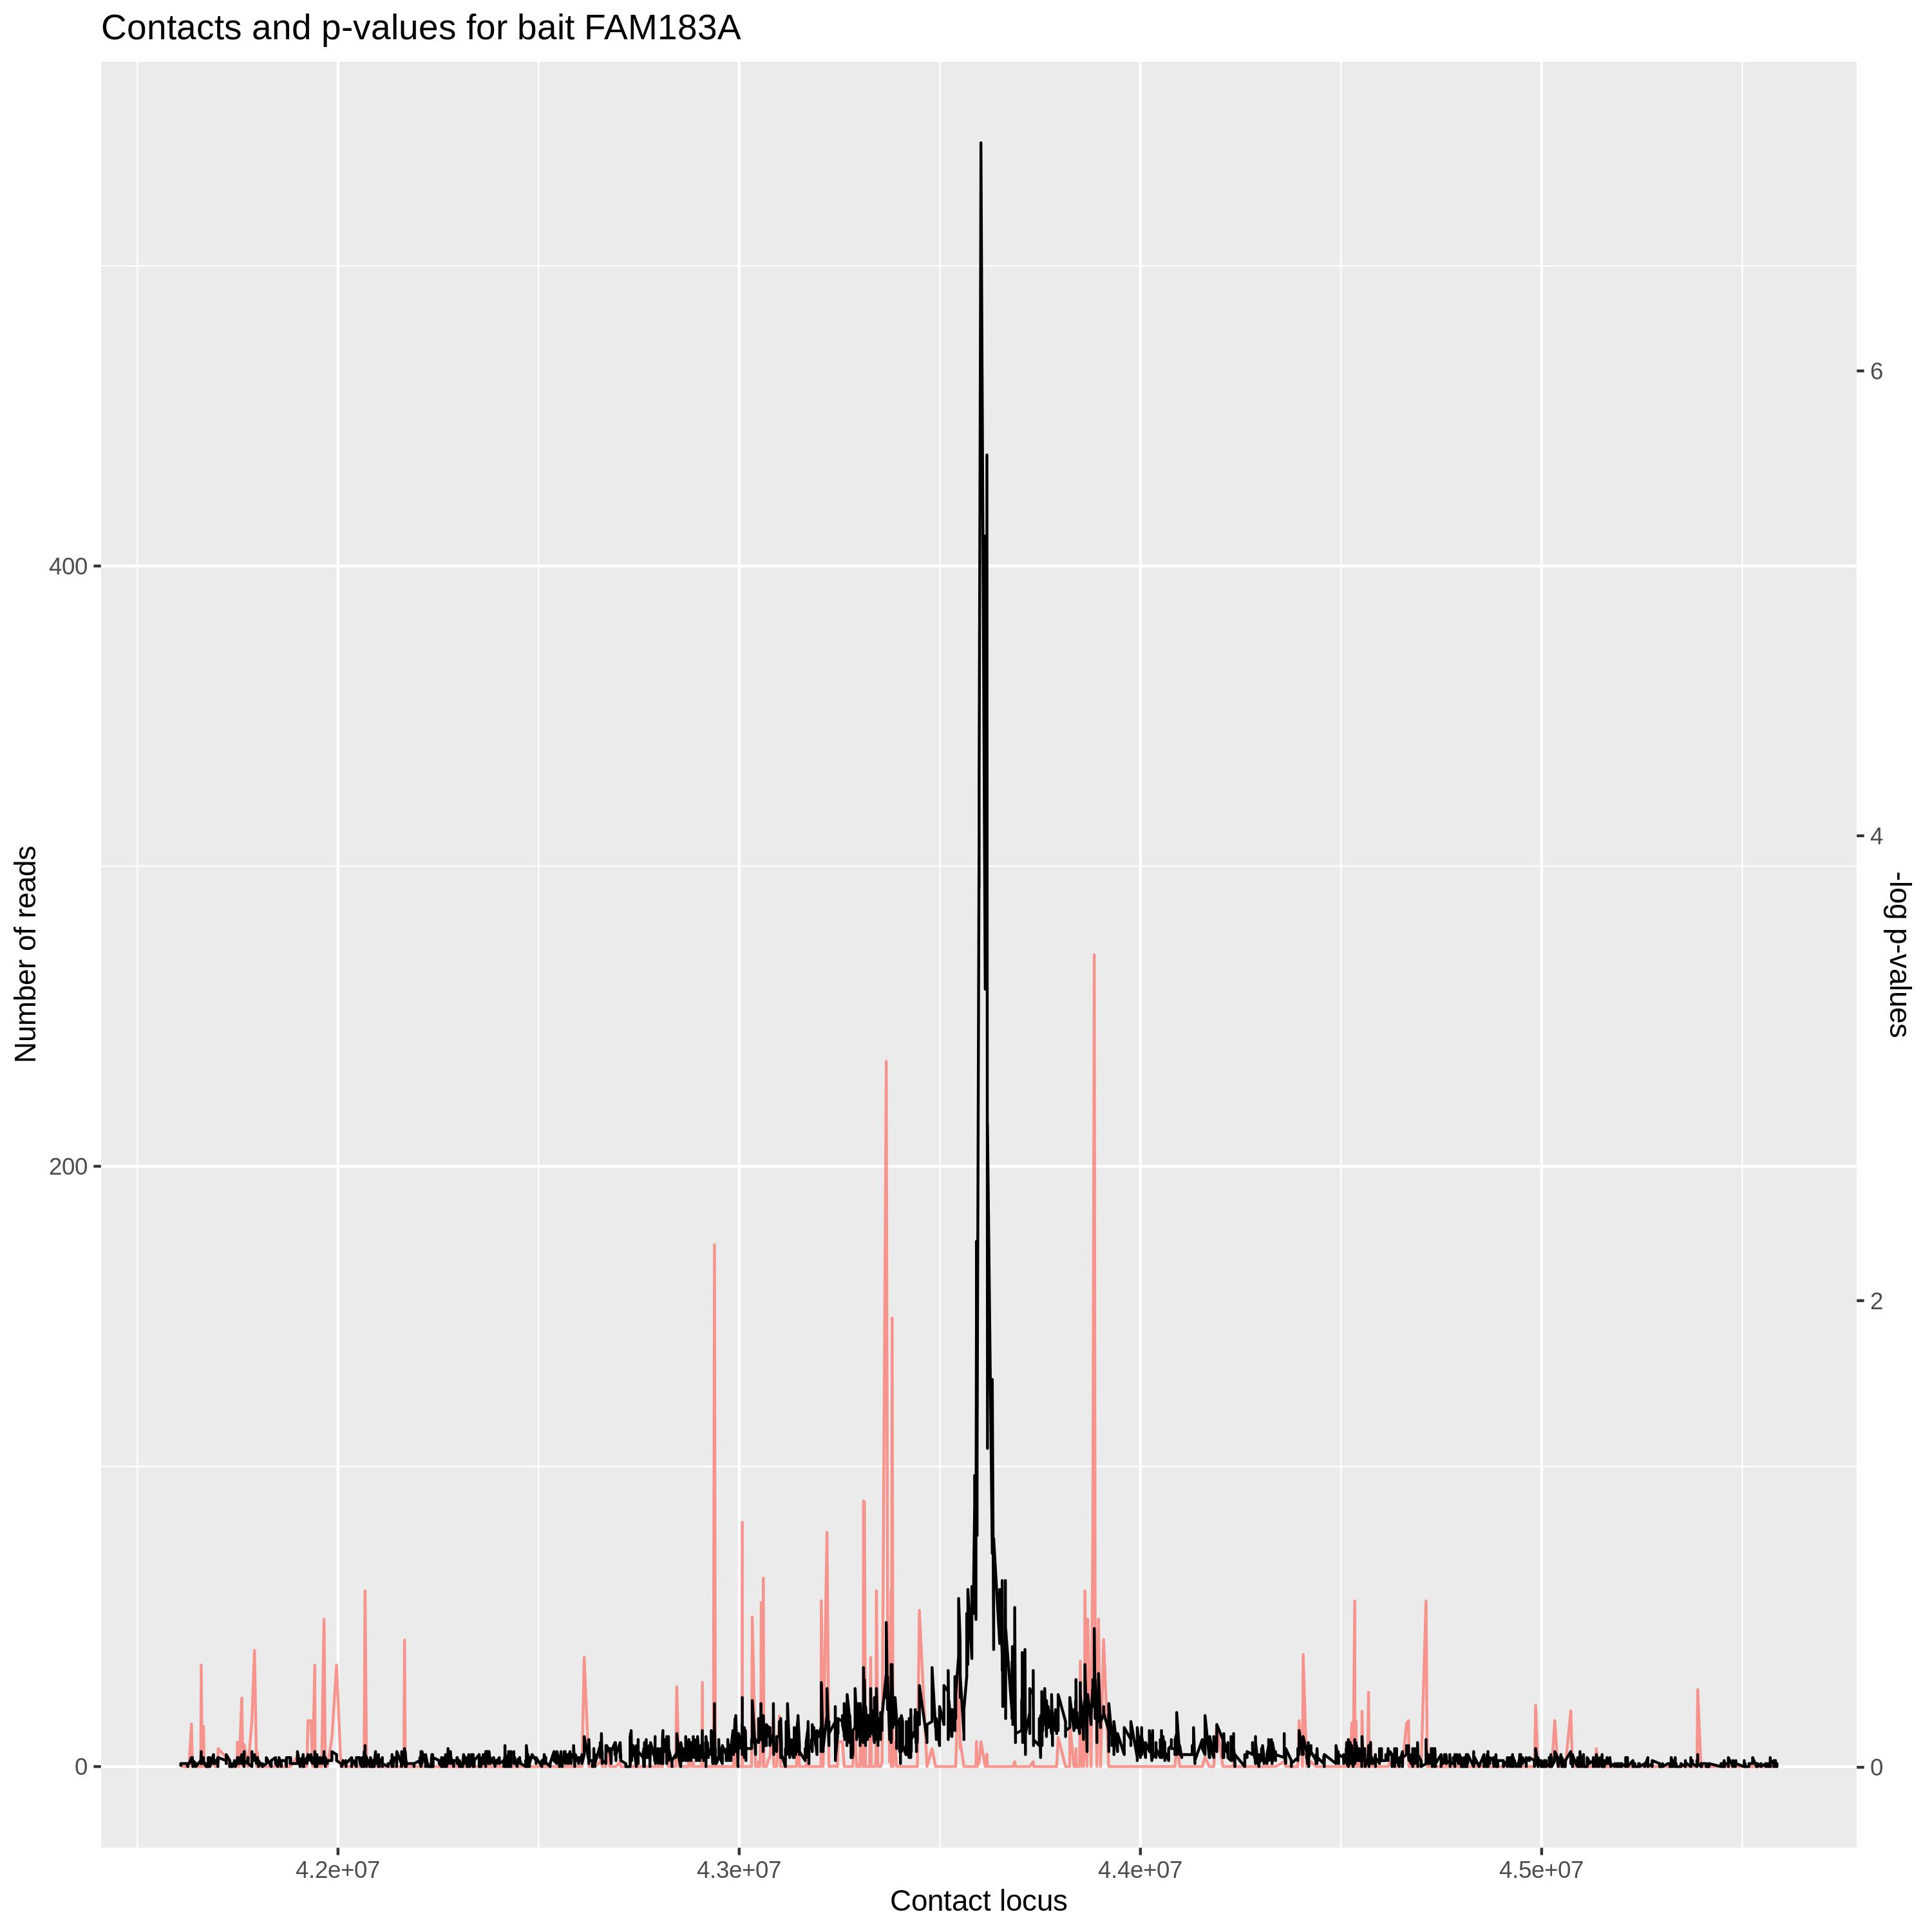 Contacts and p-values for bait FAM183A
Number of reads
400
200
0
6
4
2
0
-log p-values
4.2e+07 4.3e+07 4.4e+07 4.5e+07
Contact locus